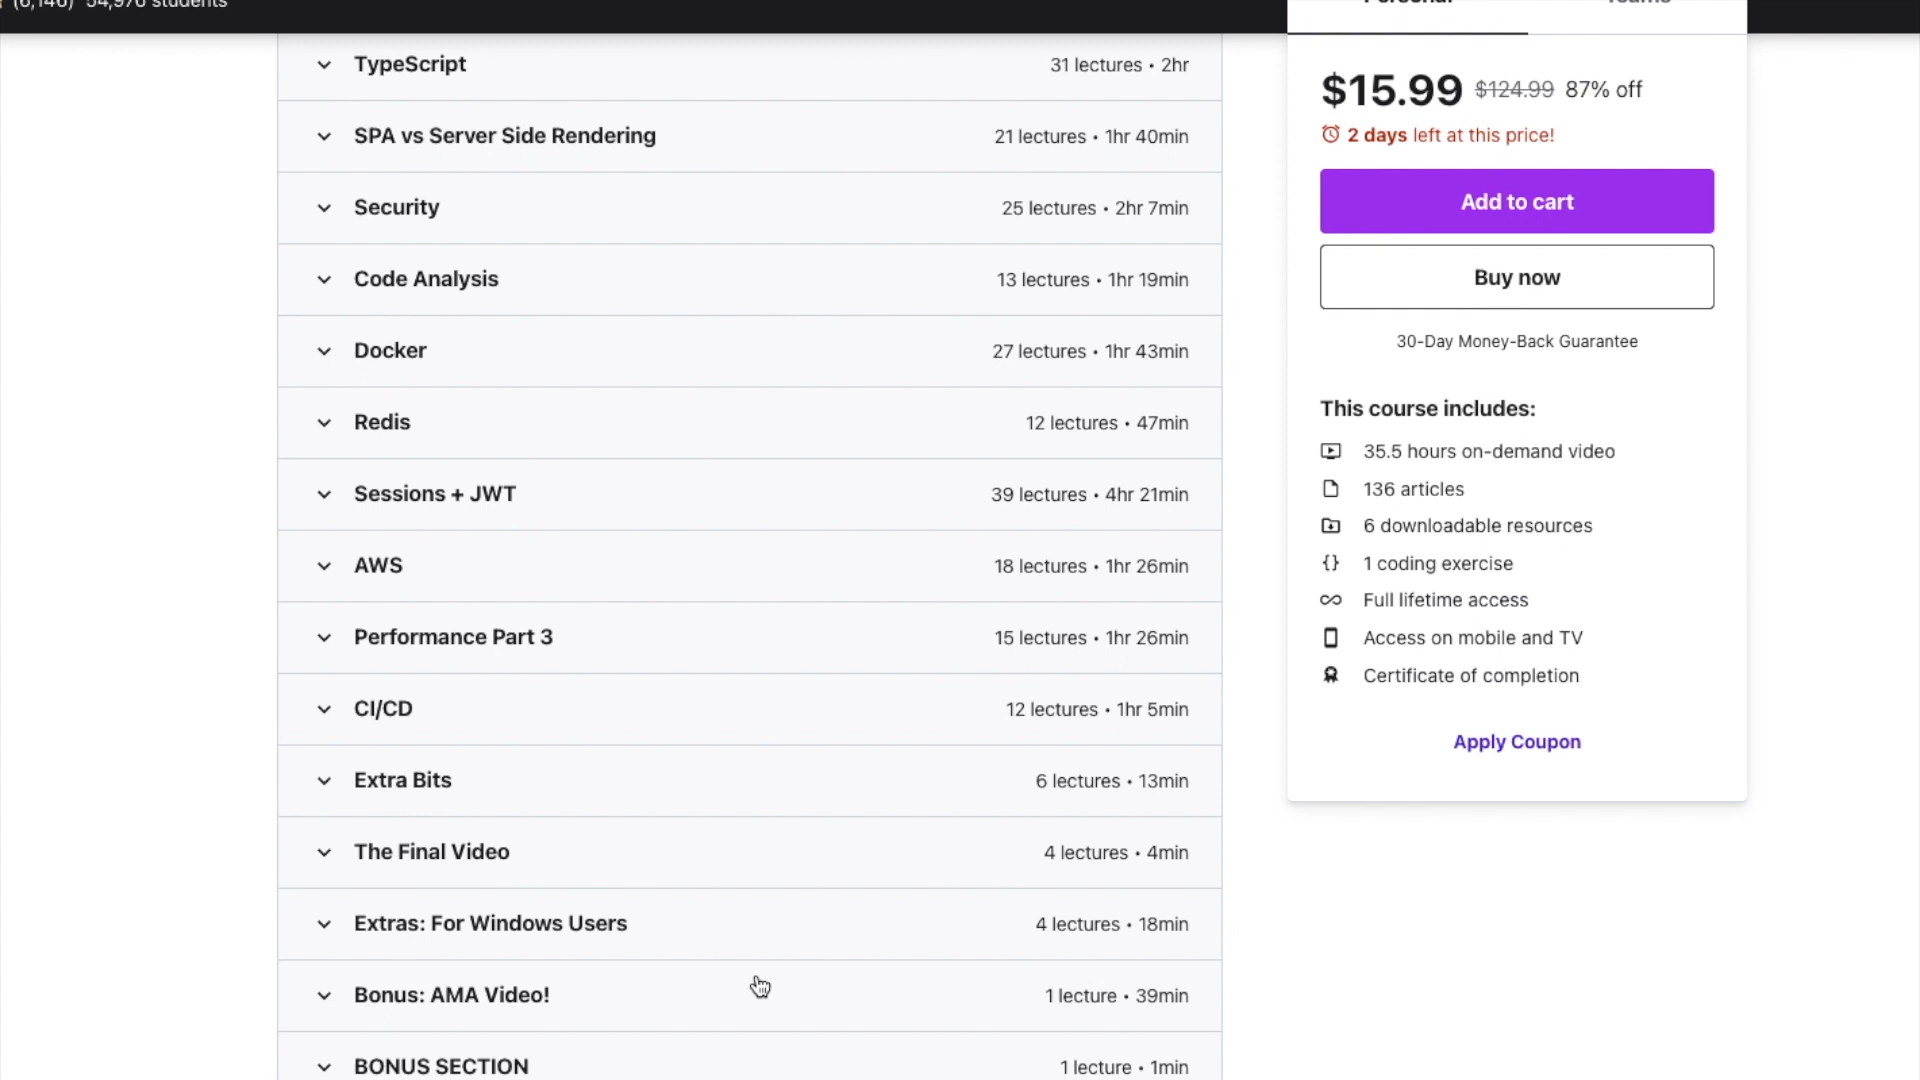 (6,146) 54,976 students
TypeScript
31 lectures • 2hr
SPA vs Server Side Rendering
21 lectures • 1hr 40min
Security
25 lectures • 2hr 7min
Code Analysis
13 lectures • 1hr 19min
Docker
27 lectures • 1hr 43min
Redis
12 lectures • 47min
Sessions + JWT
39 lectures • 4hr 21min
AWS
18 lectures • 1hr 26min
Performance Part 3
15 lectures • 1hr 26min
CI/CD
12 lectures • 1hr 5min
Extra Bits
6 lectures • 13min
The Final Video
4 lectures • 4min
Extras: For Windows Users
4 lectures • 18min
Bonus: AMA Video!
1 lecture • 39min
BONUS SECTION
1 lecture • 1min
Personal
Teams
$15.99 $124.99 87% off
2 days left at this price!
Add to cart
Buy now
30-Day Money-Back Guarantee
This course includes:
35.5 hours on-demand video
136 articles
6 downloadable resources
{} 1 coding exercise
Full lifetime access
Access on mobile and TV
Certificate of completion
Apply Coupon